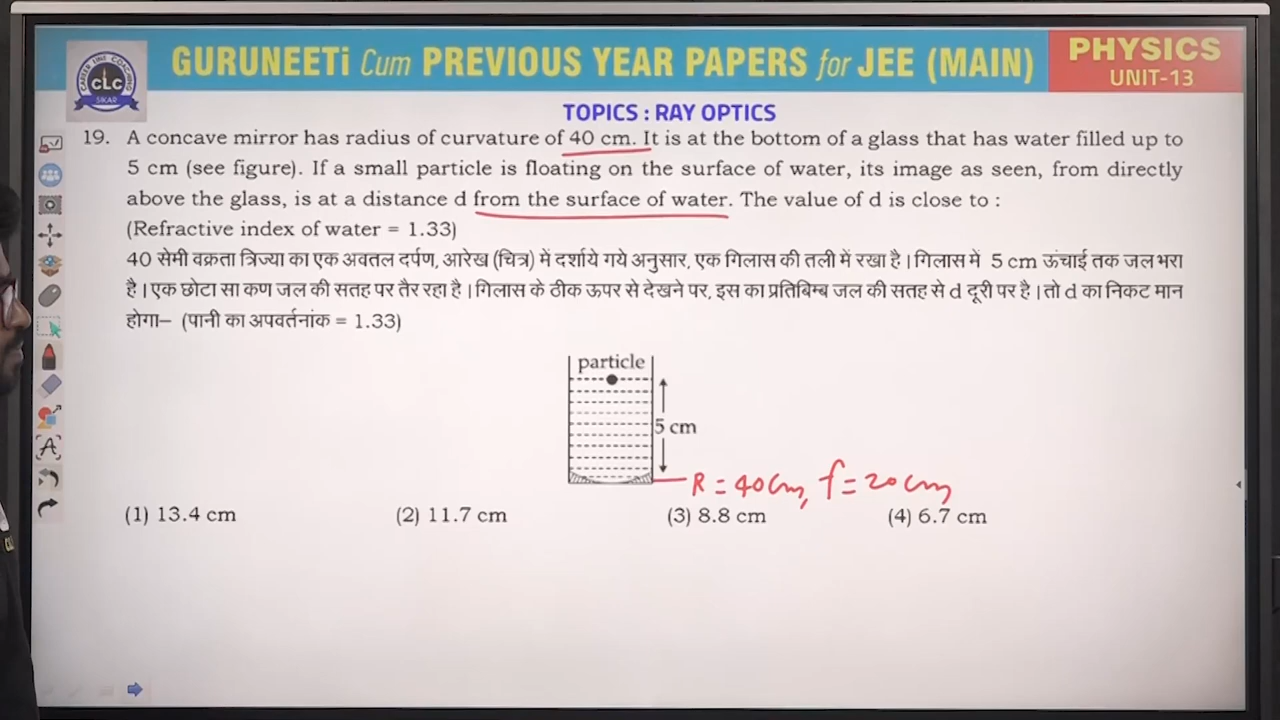 GURUNEETi Cum PREVIOUS YEAR PAPERS for JEE (MAIN)
PHYSICS
UNIT-13
CAREER LINE COACHING
CLC
SIKAR
TOPICS : RAY OPTICS
19. A concave mirror has radius of curvature of 40 cm. It is at the bottom of a glass that has water filled up to
5 cm (see figure). If a small particle is floating on the surface of water, its image as seen, from directly
above the glass, is at a distance d from the surface of water. The value of d is close to :
(Refractive index of water = 1.33)
40 सेमी वक्रता त्रिज्या का एक अवतल दर्पण, आरेख (चित्र) में दर्शाये गये अनुसार, एक गिलास की तली में रखा है। गिलास में 5 cm ऊंचाई तक जल भरा
है। एक छोटा सा कण जल की सतह पर तैर रहा है। गिलास के ठीक ऊपर से देखने पर, इस का प्रतिबिम्ब जल की सतह से d दूरी पर है। तो d का निकट मान
होगा– (पानी का अपवर्तनांक = 1.33)
particle
5 cm
R = 40cm, f = 20cm
(1) 13.4 cm (2) 11.7 cm (3) 8.8 cm (4) 6.7 cm